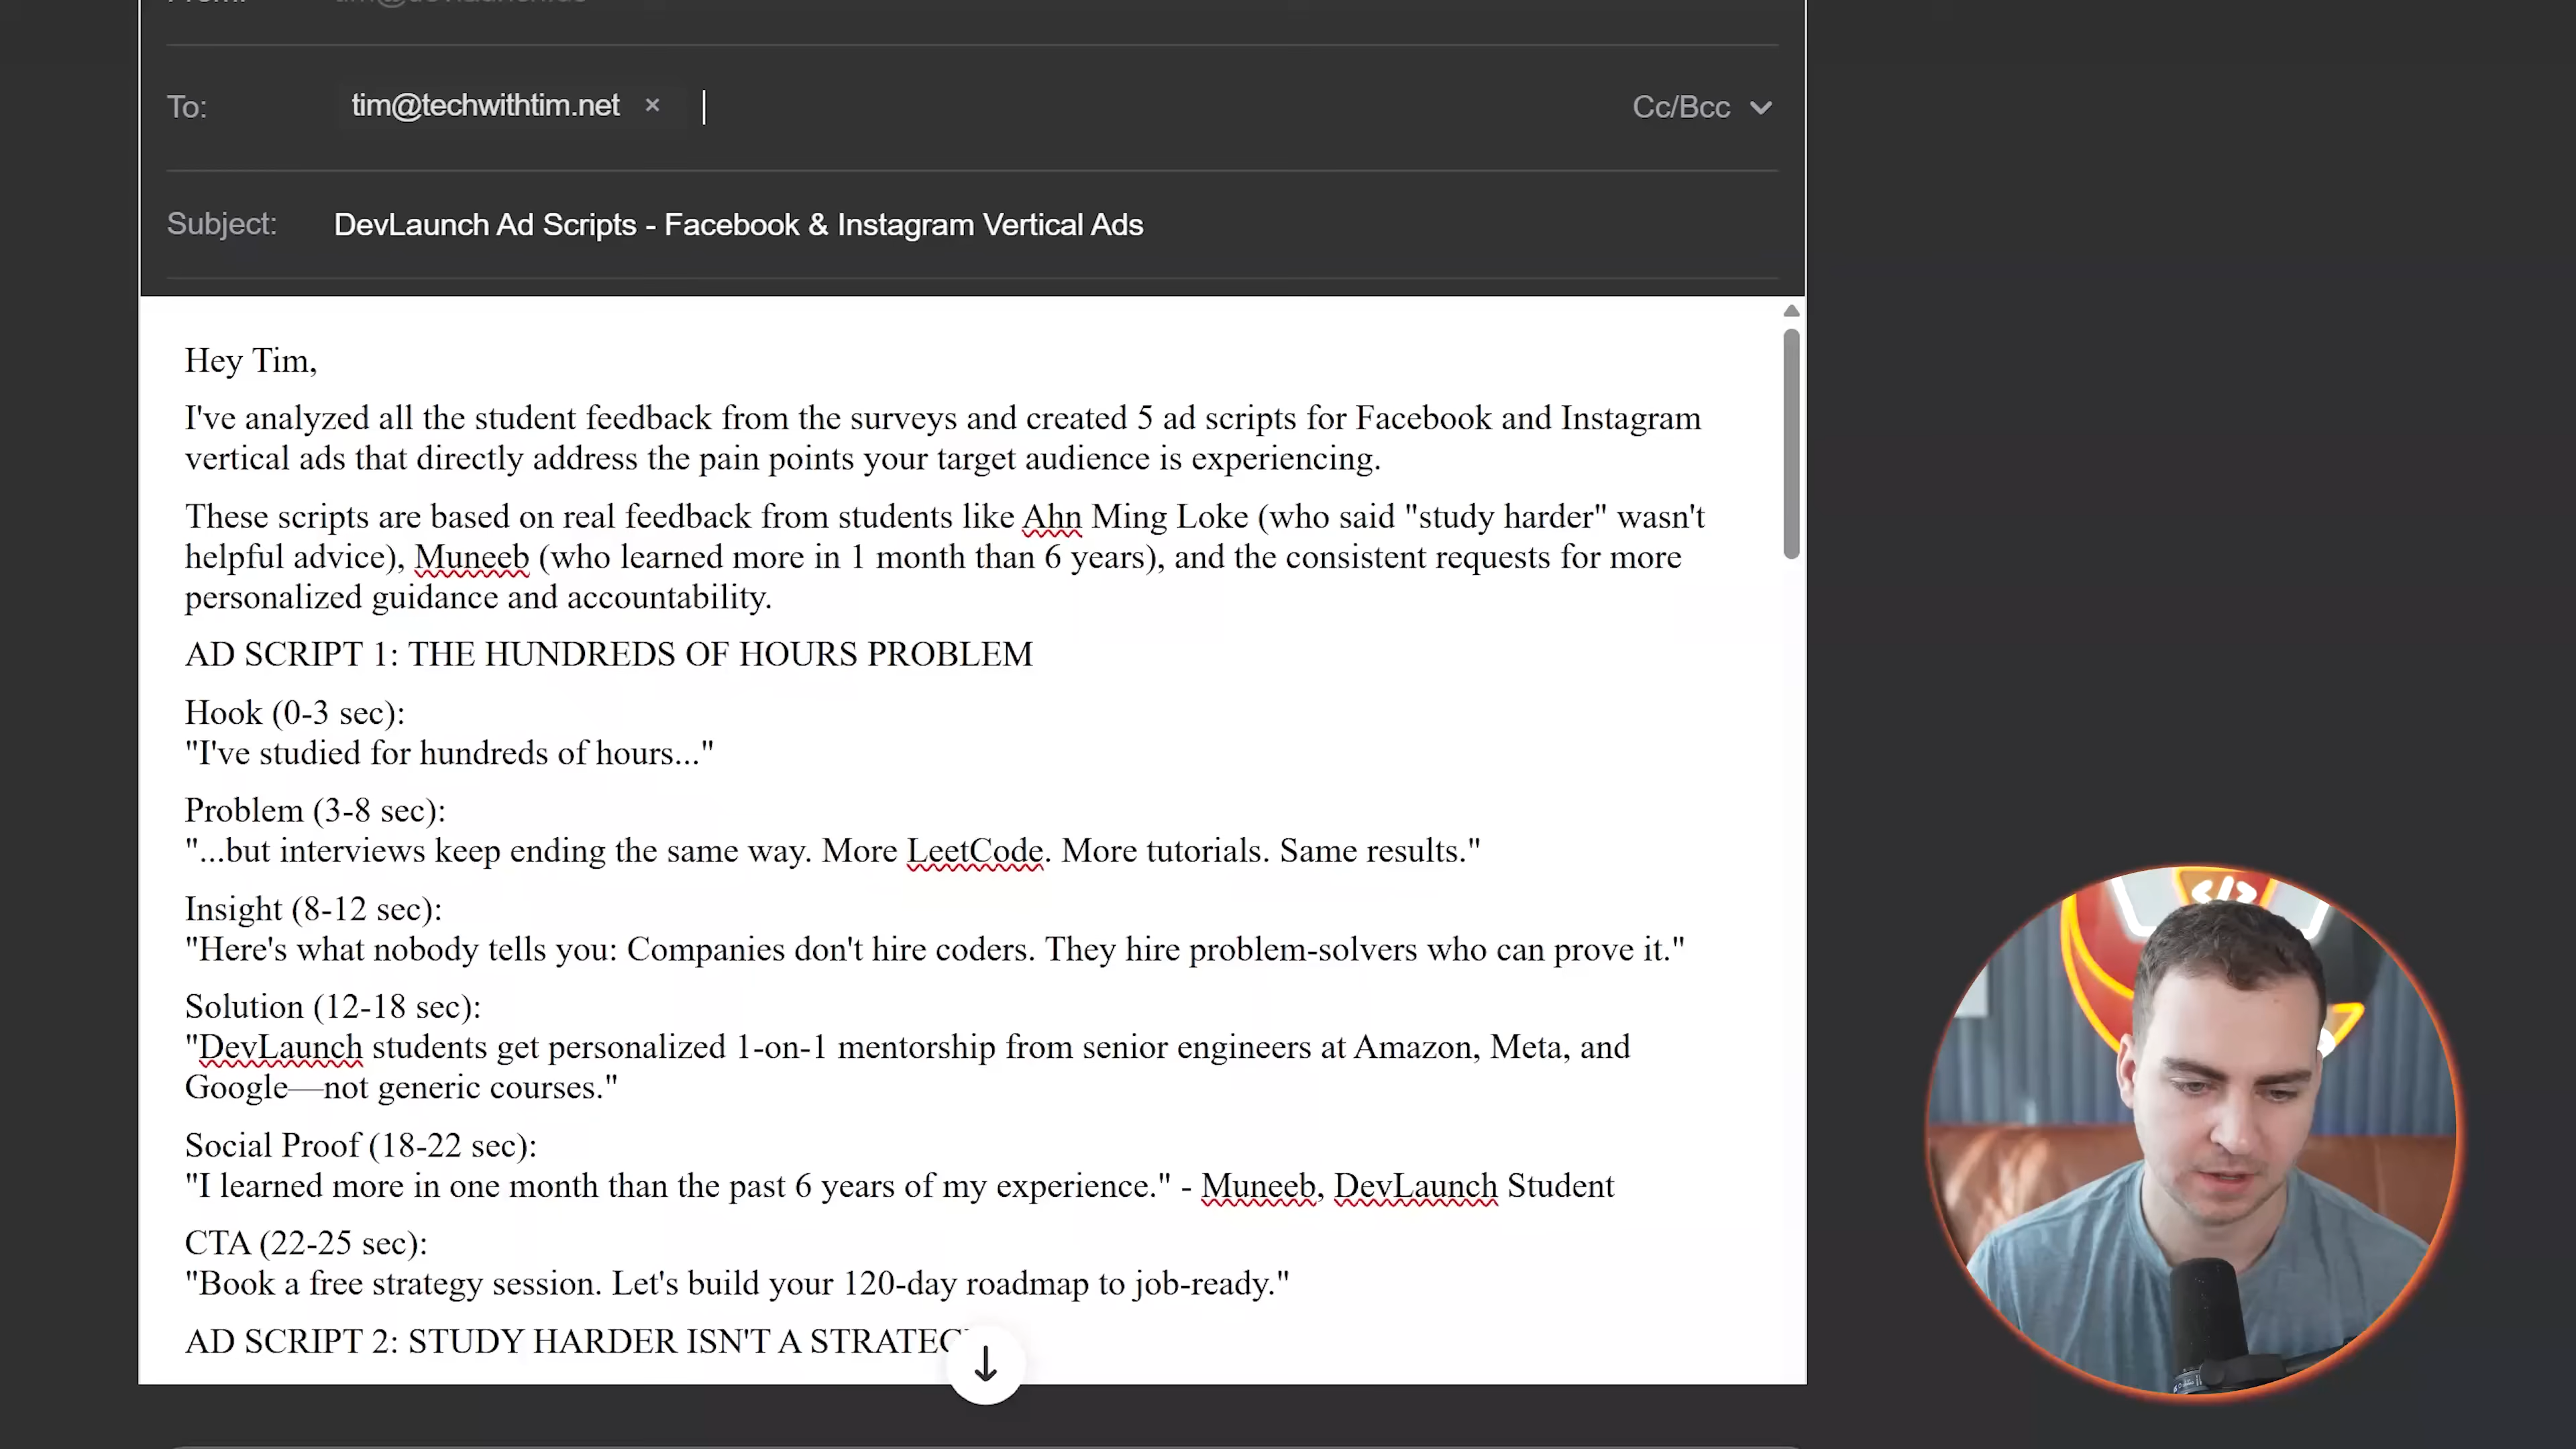 To:
tim@techwithtim.net ×
Cc/Bcc
Subject:
DevLaunch Ad Scripts - Facebook & Instagram Vertical Ads
Hey Tim,
I've analyzed all the student feedback from the surveys and created 5 ad scripts for Facebook and Instagram
vertical ads that directly address the pain points your target audience is experiencing.
These scripts are based on real feedback from students like Ahn Ming Loke (who said "study harder" wasn't
helpful advice), Muneeb (who learned more in 1 month than 6 years), and the consistent requests for more
personalized guidance and accountability.
AD SCRIPT 1: THE HUNDREDS OF HOURS PROBLEM
Hook (0-3 sec):
"I've studied for hundreds of hours..."
Problem (3-8 sec):
"...but interviews keep ending the same way. More LeetCode. More tutorials. Same results."
Insight (8-12 sec):
"Here's what nobody tells you: Companies don't hire coders. They hire problem-solvers who can prove it."
Solution (12-18 sec):
"DevLaunch students get personalized 1-on-1 mentorship from senior engineers at Amazon, Meta, and
Google—not generic courses."
Social Proof (18-22 sec):
"I learned more in one month than the past 6 years of my experience." - Muneeb, DevLaunch Student
CTA (22-25 sec):
"Book a free strategy session. Let's build your 120-day roadmap to job-ready."
AD SCRIPT 2: STUDY HARDER ISN'T A